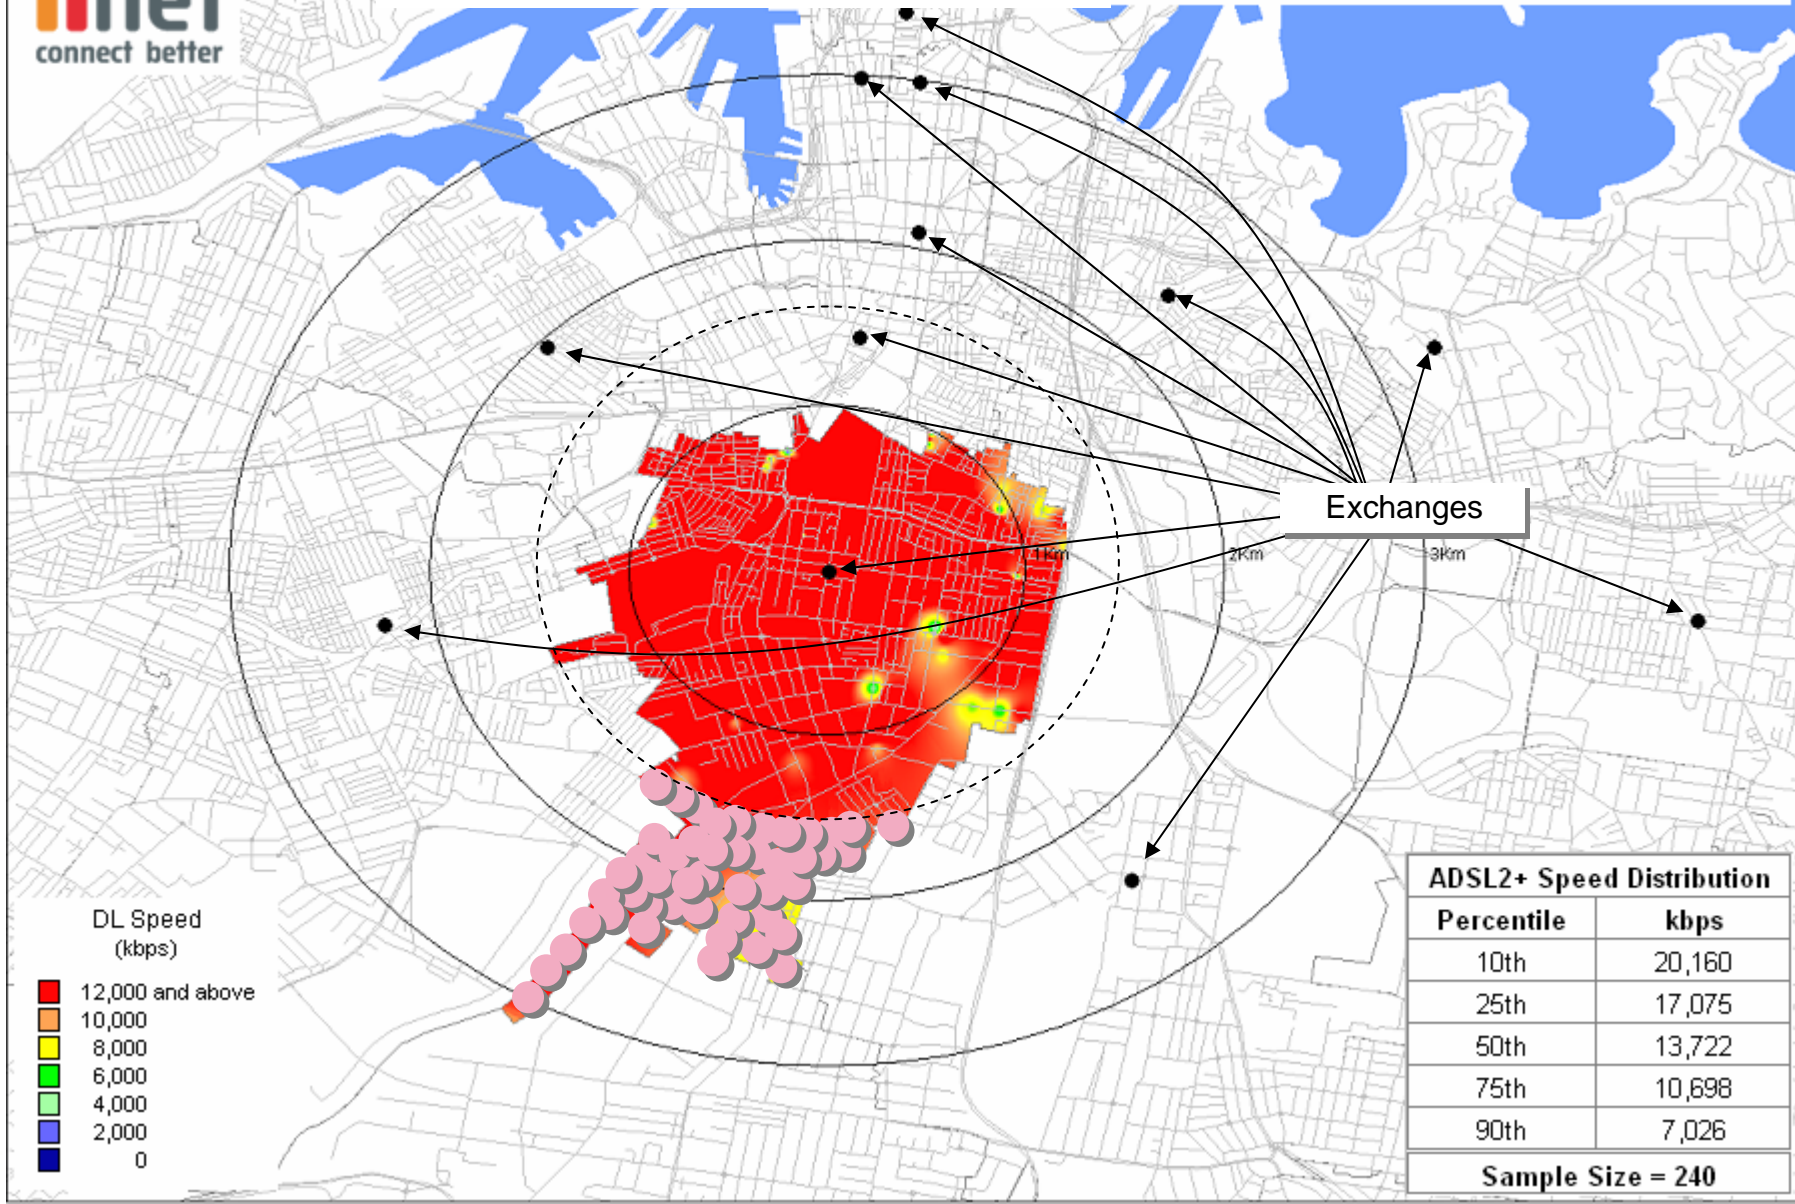 connect better
Exchanges
1Km
2Km
3Km
DL Speed
(kbps)
12,000 and above
10,000
8,000
6,000
4,000
2,000
0
ADSL2+ Speed Distribution
Percentile kbps
10th 20,160
25th 17,075
50th 13,722
75th 10,698
90th 7,026
Sample Size = 240